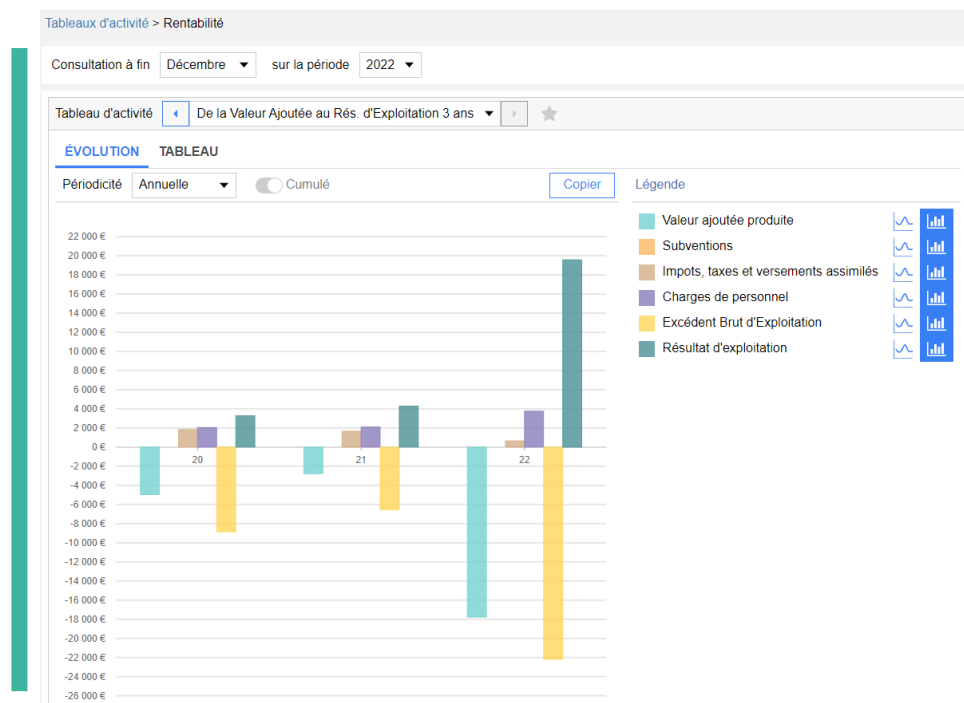 Tableaux d'activité > Rentabilité
Consultation à fin Décembre sur la période 2022
Tableau d'activité De la Valeur Ajoutée au Rés. d'Exploitation 3 ans
ÉVOLUTION TABLEAU
Périodicité Annuelle Cumulé Copier Légende
Valeur ajoutée produite
Subventions
Impots, taxes et versements assimilés
Charges de personnel
Excédent Brut d'Exploitation
Résultat d'exploitation
22 000 €
20 000 €
18 000 €
16 000 €
14 000 €
12 000 €
10 000 €
8 000 €
6 000 €
4 000 €
2 000 €
0 €
20 21 22
-2 000 €
-4 000 €
-6 000 €
-8 000 €
-10 000 €
-12 000 €
-14 000 €
-16 000 €
-18 000 €
-20 000 €
-22 000 €
-24 000 €
-26 000 €